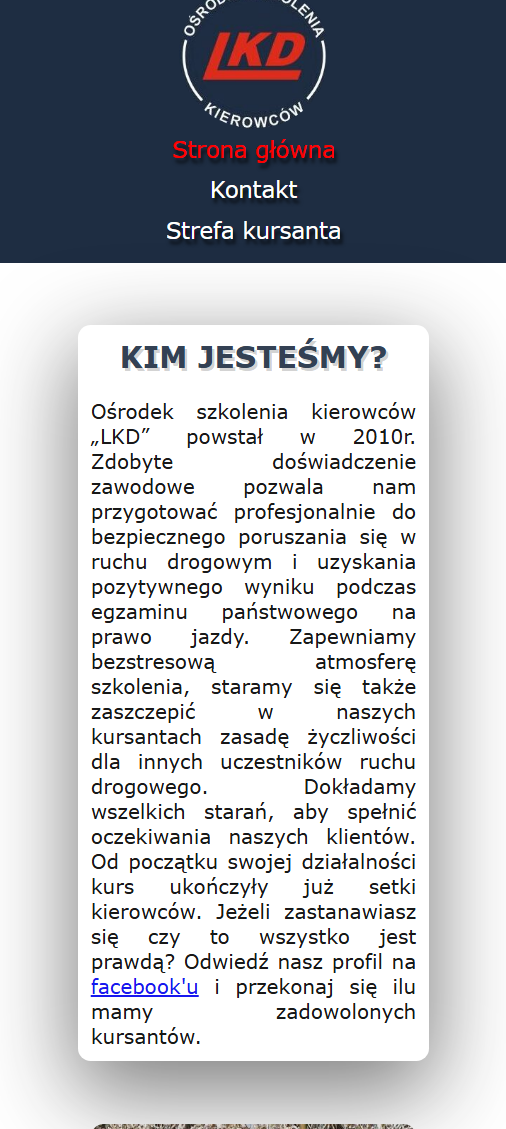 LKD
KIEROWCÓW
Strona główna
Kontakt
Strefa kursanta
KIM JESTEŚMY?
Ośrodek szkolenia kierowców
„LKD” powstał w 2010r.
Zdobyte doświadczenie
zawodowe pozwala nam
przygotować profesjonalnie do
bezpiecznego poruszania się w
ruchu drogowym i uzyskania
pozytywnego wyniku podczas
egzaminu państwowego na
prawo jazdy. Zapewniamy
bezstresową atmosferę
szkolenia, staramy się także
zaszczepić w naszych
kursantach zasadę życzliwości
dla innych uczestników ruchu
drogowego. Dokładamy
wszelkich starań, aby spełnić
oczekiwania naszych klientów.
Od początku swojej działalności
kurs ukończyły już setki
kierowców. Jeżeli zastanawiasz
się czy to wszystko jest
prawdą? Odwiedź nasz profil na
facebook'u i przekonaj się ilu
mamy zadowolonych
kursantów.